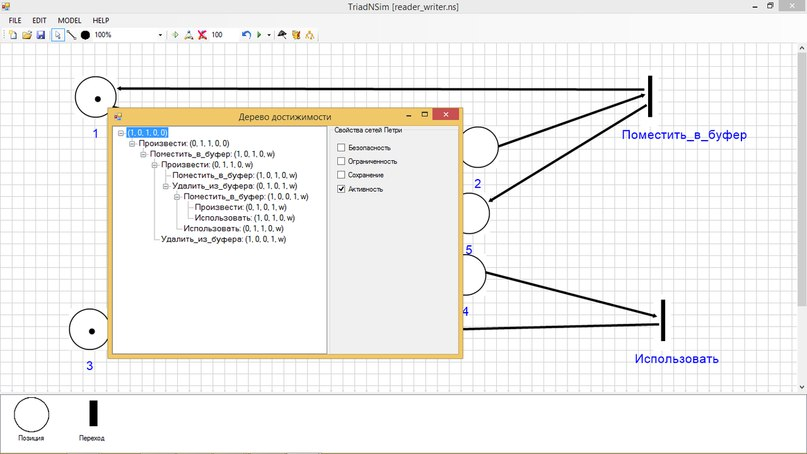 TriadNSim [reader_writer.ns]
FILE EDIT MODEL HELP
100% 100
1
Поместить_в_буфер
2
5
4
3
Использовать
Дерево достижимости
(1, 0, 1, 0, 0)
Произвести: (0, 1, 1, 0, 0)
Поместить_в_буфер: (1, 0, 1, 0, w)
Произвести: (0, 1, 1, 0, w)
Поместить_в_буфер: (1, 0, 1, 0, w)
Удалить_из_буфера: (0, 1, 0, 1, w)
Поместить_в_буфер: (1, 0, 0, 1, w)
Произвести: (0, 1, 0, 1, w)
Использовать: (1, 0, 1, 0, w)
Использовать: (0, 1, 1, 0, w)
Удалить_из_буфера: (1, 0, 0, 1, w)
Свойства сетей Петри
Безопасность
Ограниченность
Сохранение
Активность
Позиция
Переход